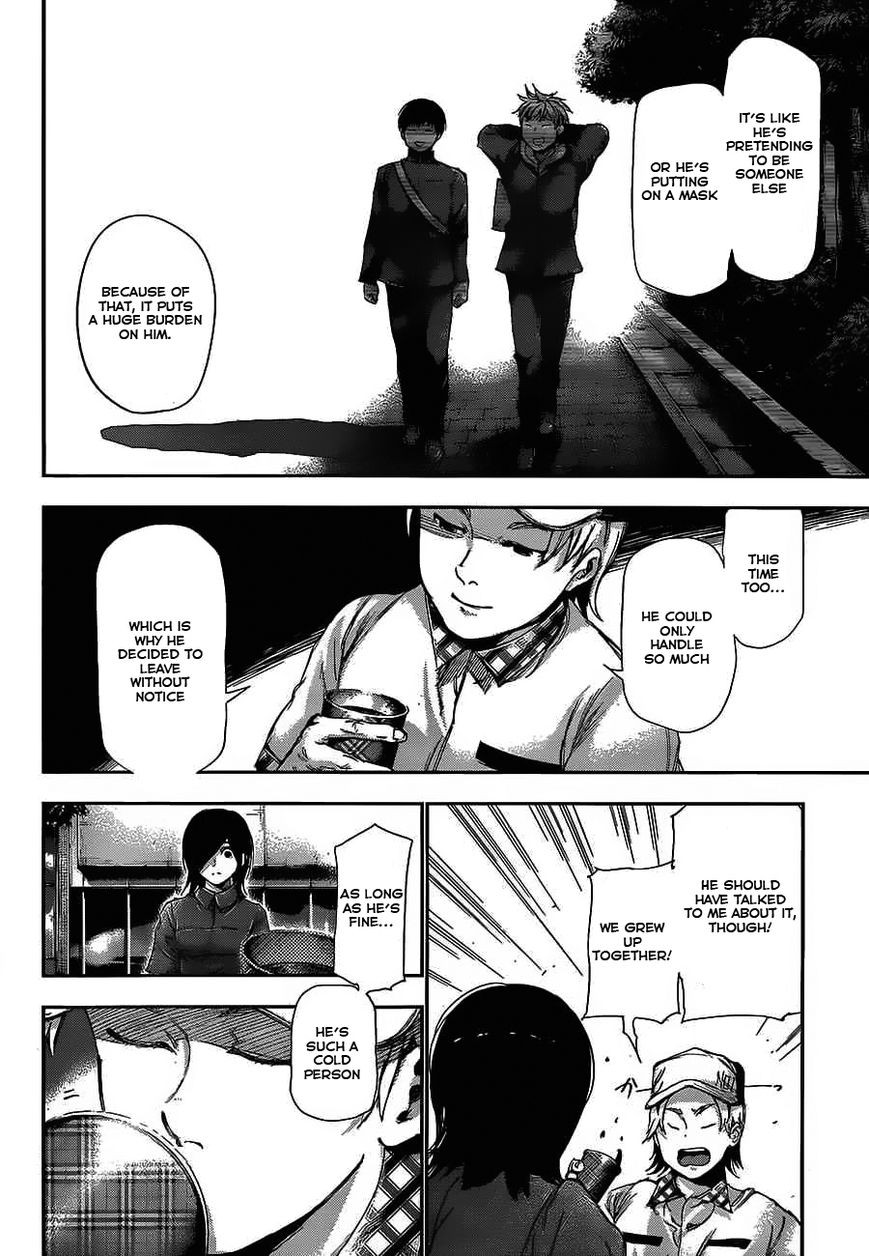 IT'S LIKE
HE'S
PRETENDING
TO BE
SOMEONE
ELSE
OR HE'S
PUTTING
ON A MASK
BECAUSE OF
THAT, IT PUTS
A HUGE BURDEN
ON HIM.
THIS
TIME
TOO...
HE COULD
ONLY
HANDLE
SO MUCH
WHICH IS
WHY HE
DECIDED TO
LEAVE
WITHOUT
NOTICE
HE SHOULD
HAVE TALKED
TO ME ABOUT IT,
THOUGH!
WE GREW
UP
TOGETHER!
AS LONG
AS HE'S
FINE...
HE'S
SUCH A
COLD
PERSON